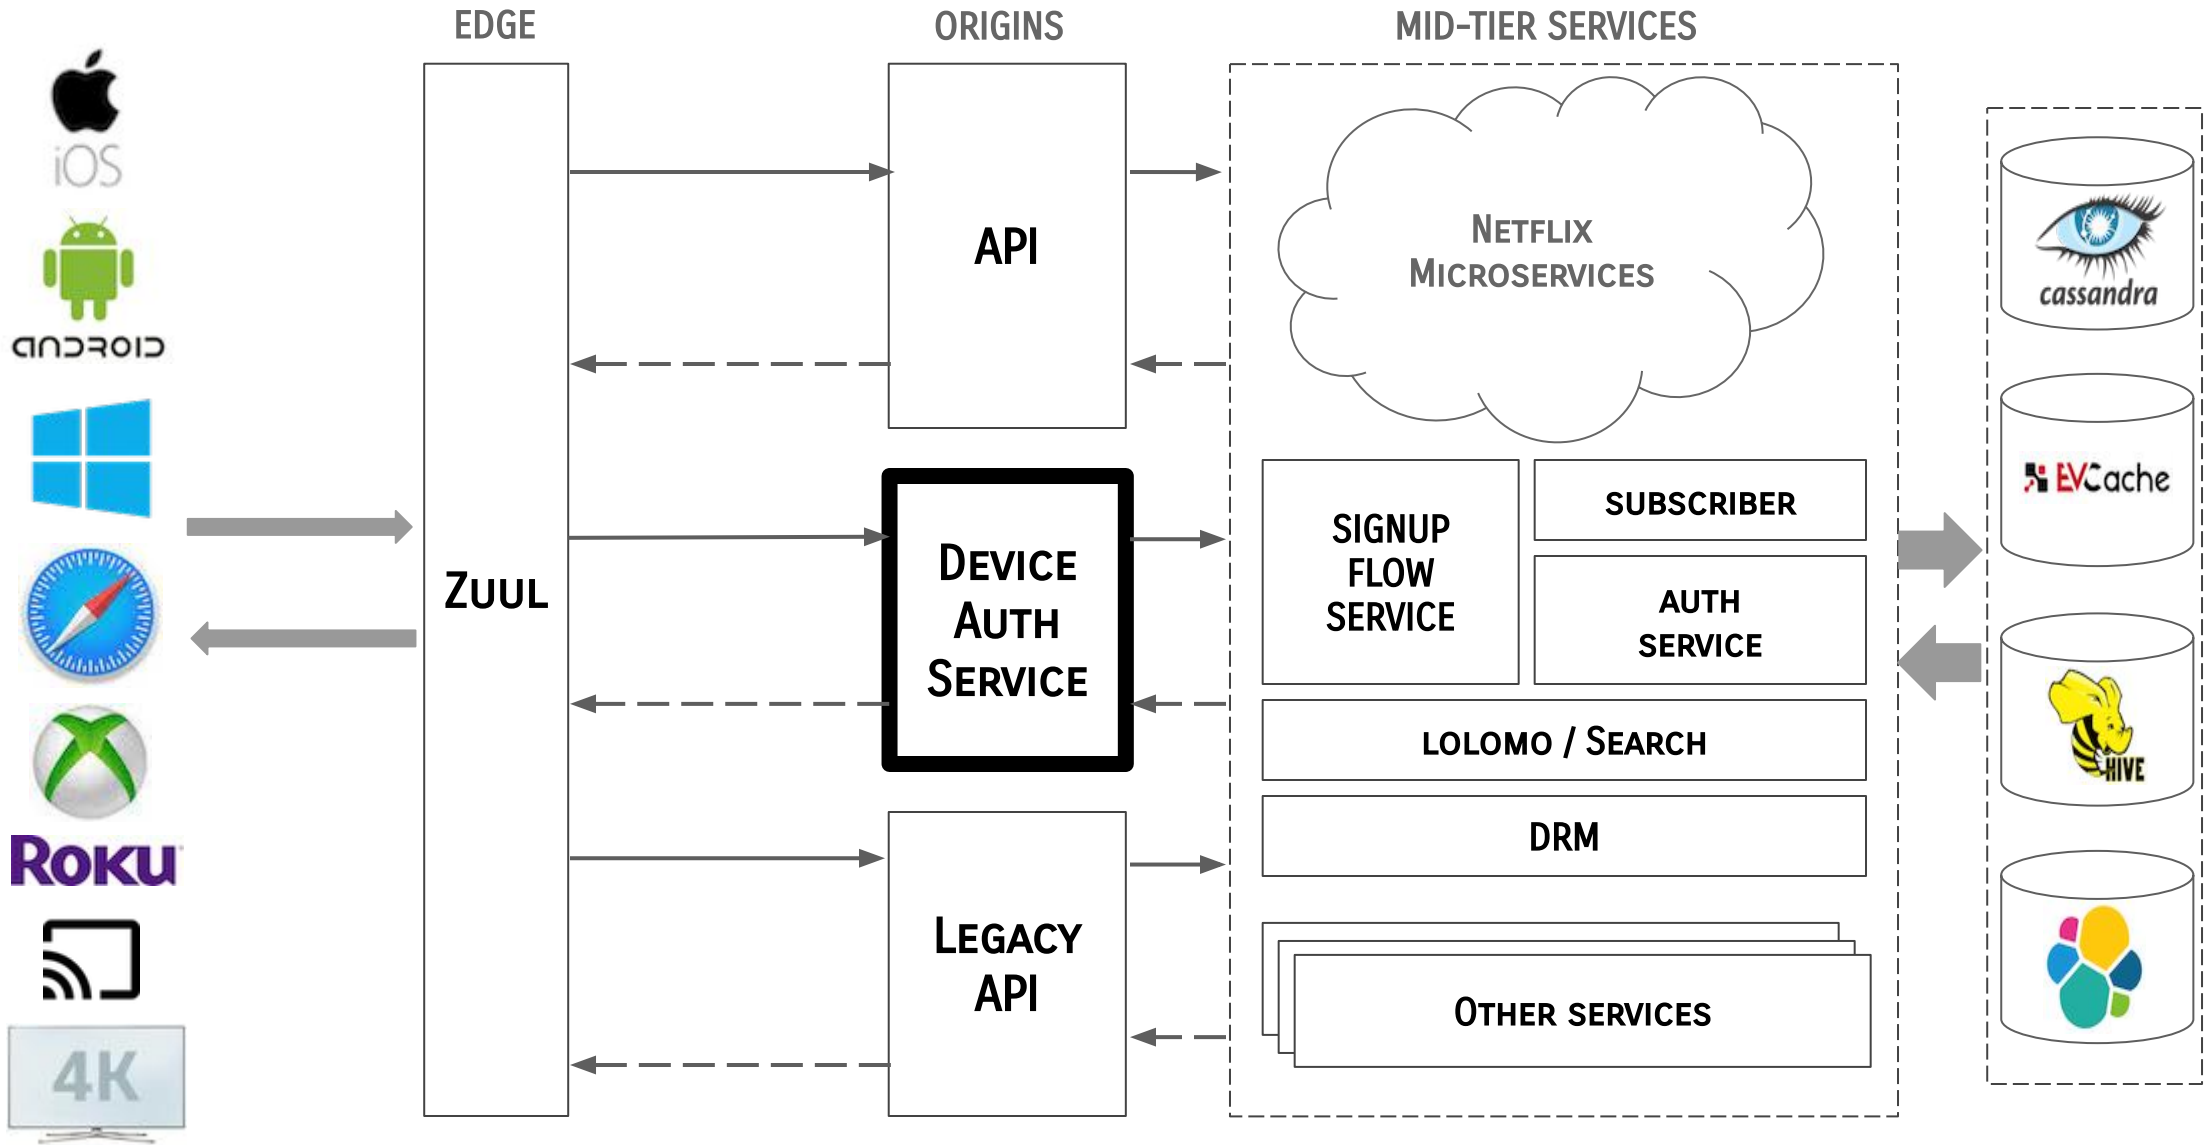 EDGE
ORIGINS
MID-TIER SERVICES
iOS
ANDROID
ROKU
4K
ZUUL
API
DEVICE
AUTH
SERVICE
LEGACY
API
NETFLIX
MICROSERVICES
SIGNUP
FLOW
SERVICE
SUBSCRIBER
AUTH
SERVICE
LOLOMO / SEARCH
DRM
OTHER SERVICES
cassandra
EVCache
HIVE